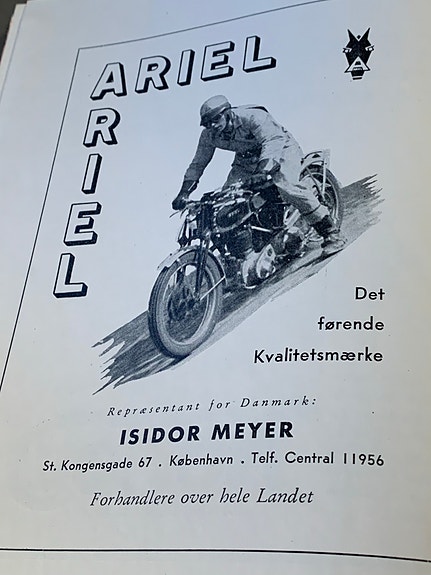 ARIEL
ARIEL
Det
førende
Kvalitetsmærke
Repræsentant for Danmark:
ISIDOR MEYER
St. Kongensgade 67 . København . Telf. Central 11956
Forhandlere over hele Landet